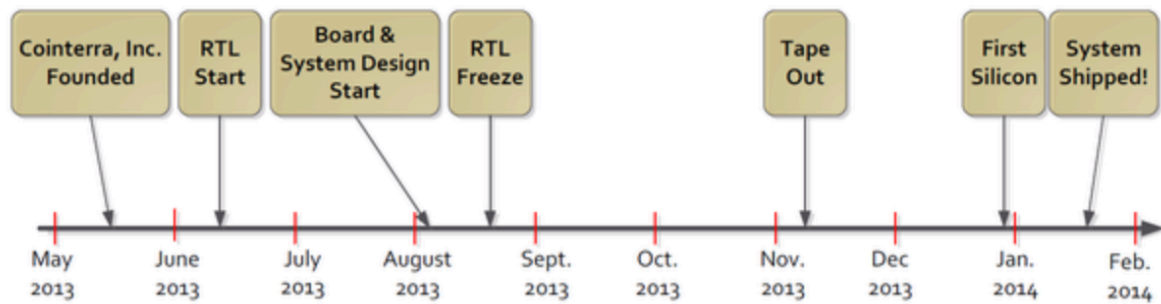 Cointerra, Inc.
Founded
RTL
Start
Board &
System Design
Start
RTL
Freeze
Tape
Out
First
Silicon
System
Shipped!
May
2013
June
2013
July
2013
August
2013
Sept.
2013
Oct.
2013
Nov.
2013
Dec
2013
Jan.
2014
Feb.
2014